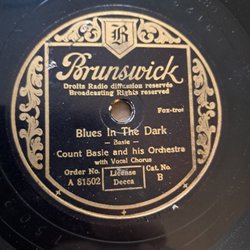 B
Brunswick
Droits Radio diffusion reservés
Broadcasting Rights reserved
Fox-trot
Blues In The Dark
— Basie —
Count Basie and his Orchestra
with Vocal Chorus
Order No. License Cat. No.
A 81502 Decca B